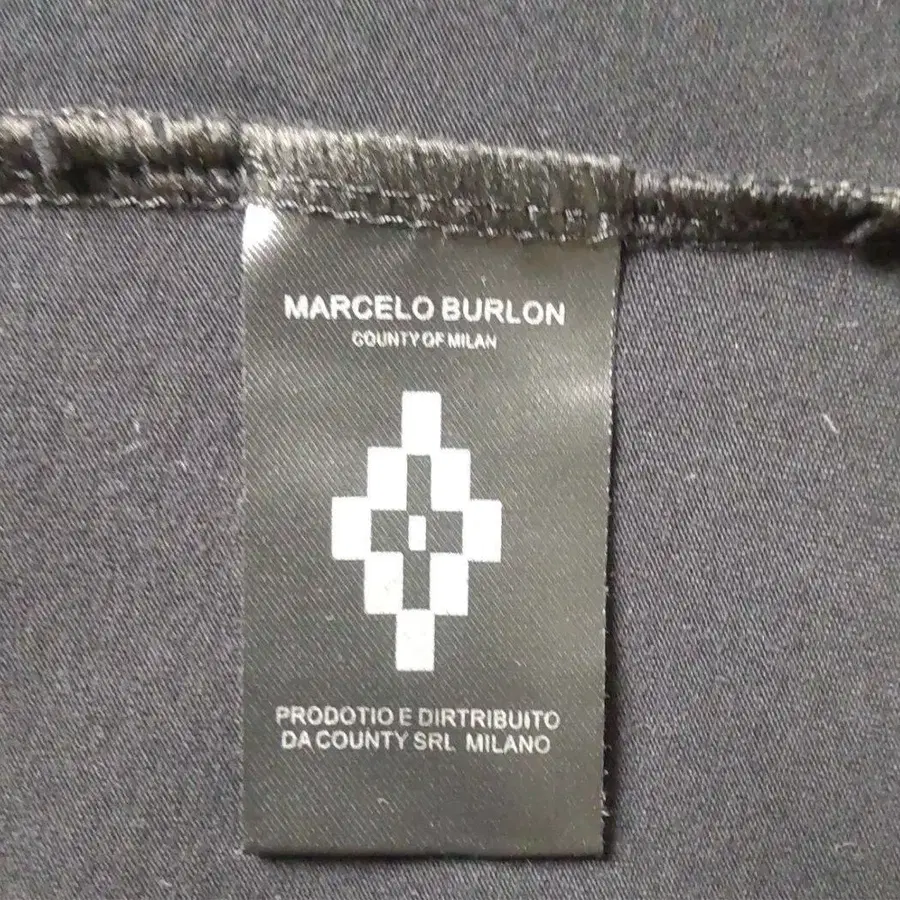 MARCELO BURLON
COUNTY OF MILAN
PRODOTIO E DIRTRIBUITO
DA COUNTY SRL MILANO